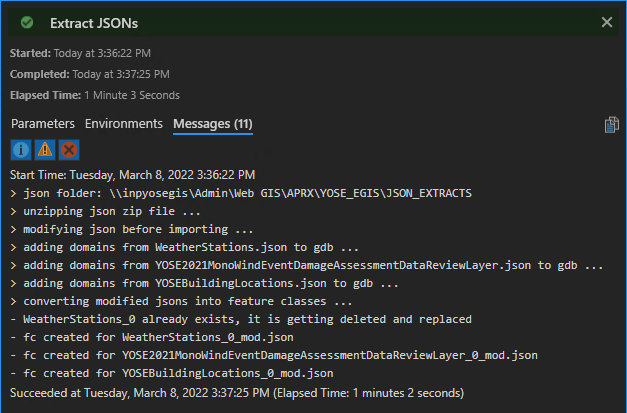 Extract JSONs
Started: Today at 3:36:22 PM
Completed: Today at 3:37:25 PM
Elapsed Time: 1 Minute 3 Seconds
Parameters Environments Messages (11)
Start Time: Tuesday, March 8, 2022 3:36:22 PM
> json folder: \\inpyosegis\Admin\Web GIS\APRX\YOSE_EGIS\JSON_EXTRACTS
> unzipping json zip file ...
> modifying json before importing ...
> adding domains from WeatherStations.json to gdb ...
> adding domains from YOSE2021MonoWindEventDamageAssessmentDataReviewLayer.json to gdb ...
> adding domains from YOSEBuildingLocations.json to gdb ...
> converting modified jsons into feature classes ...
- WeatherStations_0 already exists, it is getting deleted and replaced
- fc created for WeatherStations_0_mod.json
- fc created for YOSE2021MonoWindEventDamageAssessmentDataReviewLayer_0_mod.json
- fc created for YOSEBuildingLocations_0_mod.json
Succeeded at Tuesday, March 8, 2022 3:37:25 PM (Elapsed Time: 1 minutes 2 seconds)